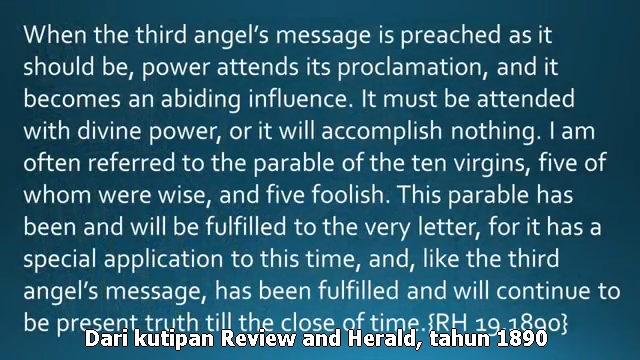 When the third angel's message is preached as it
should be, power attends its proclamation, and it
becomes an abiding influence. It must be attended
with divine power, or it will accomplish nothing. I am
often referred to the parable of the ten virgins, five of
whom were wise, and five foolish. This parable has
been and will be fulfilled to the very letter, for it has a
special application to this time, and, like the third
angel's message, has been fulfilled and will continue to
be present truth till the close of time.{RH 19,1890}
Dari kutipan Review and Herald, tahun 1890